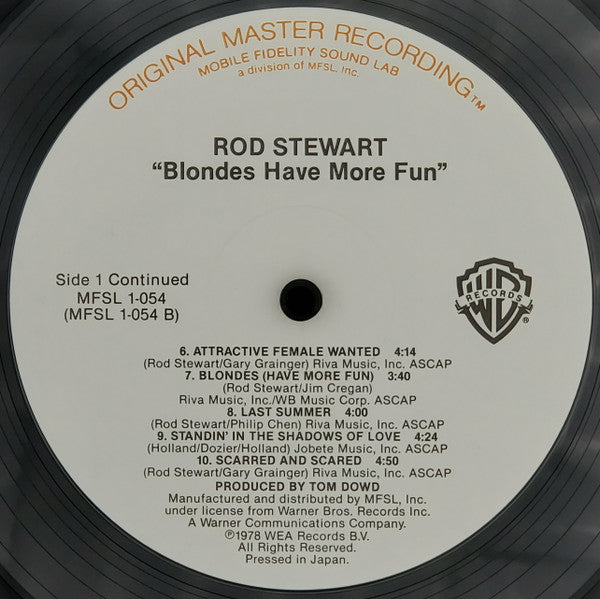 ORIGINAL MASTER RECORDING™
MOBILE FIDELITY SOUND LAB
a division of MFSL, Inc.
ROD STEWART
“Blondes Have More Fun”
Side 1 Continued
MFSL 1-054
(MFSL 1-054 B)
WB
RECORDS
®
6. ATTRACTIVE FEMALE WANTED 4:14
(Rod Stewart/Gary Grainger) Riva Music, Inc. ASCAP
7. BLONDES (HAVE MORE FUN) 3:40
(Rod Stewart/Jim Cregan)
Riva Music, Inc./WB Music Corp. ASCAP
8. LAST SUMMER 4:00
(Rod Stewart/Philip Chen) Riva Music, Inc. ASCAP
9. STANDIN’ IN THE SHADOWS OF LOVE 4:24
(Holland/Dozier/Holland) Jobete Music, Inc. ASCAP
10. SCARRED AND SCARED 4:50
(Rod Stewart/Gary Grainger) Riva Music, Inc. ASCAP
PRODUCED BY TOM DOWD
Manufactured and distributed by MFSL, Inc.
under license from Warner Bros. Records Inc.
A Warner Communications Company.
℗1978 WEA Records B.V.
All Rights Reserved.
Pressed in Japan.